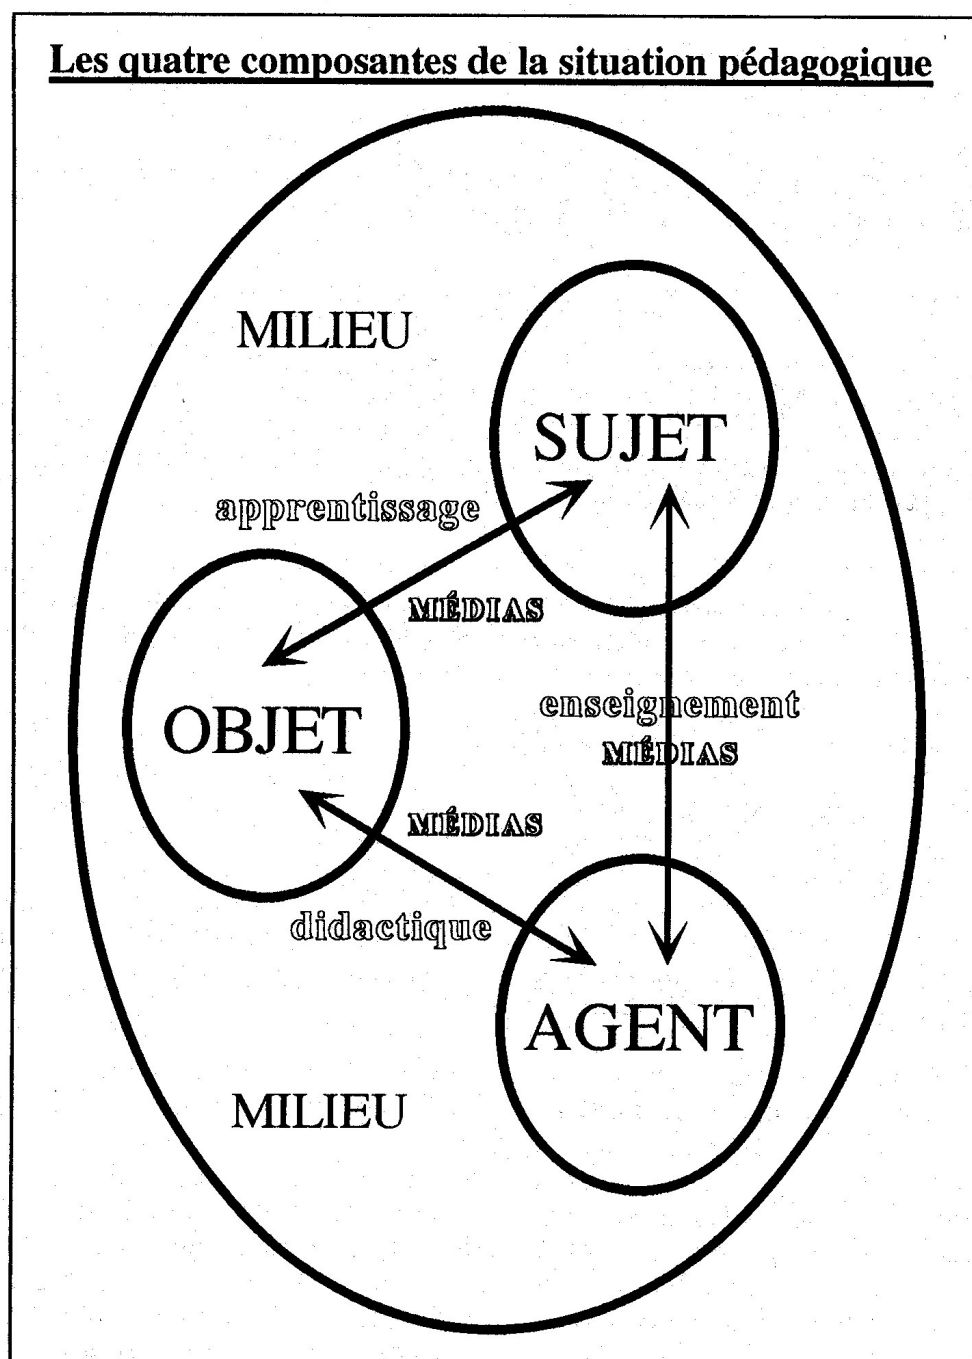 Les quatre composantes de la situation pédagogique
MILIEU
SUJET
apprentissage
MÉDIAS
OBJET
enseignement
MÉDIAS
MÉDIAS
didactique
AGENT
MILIEU